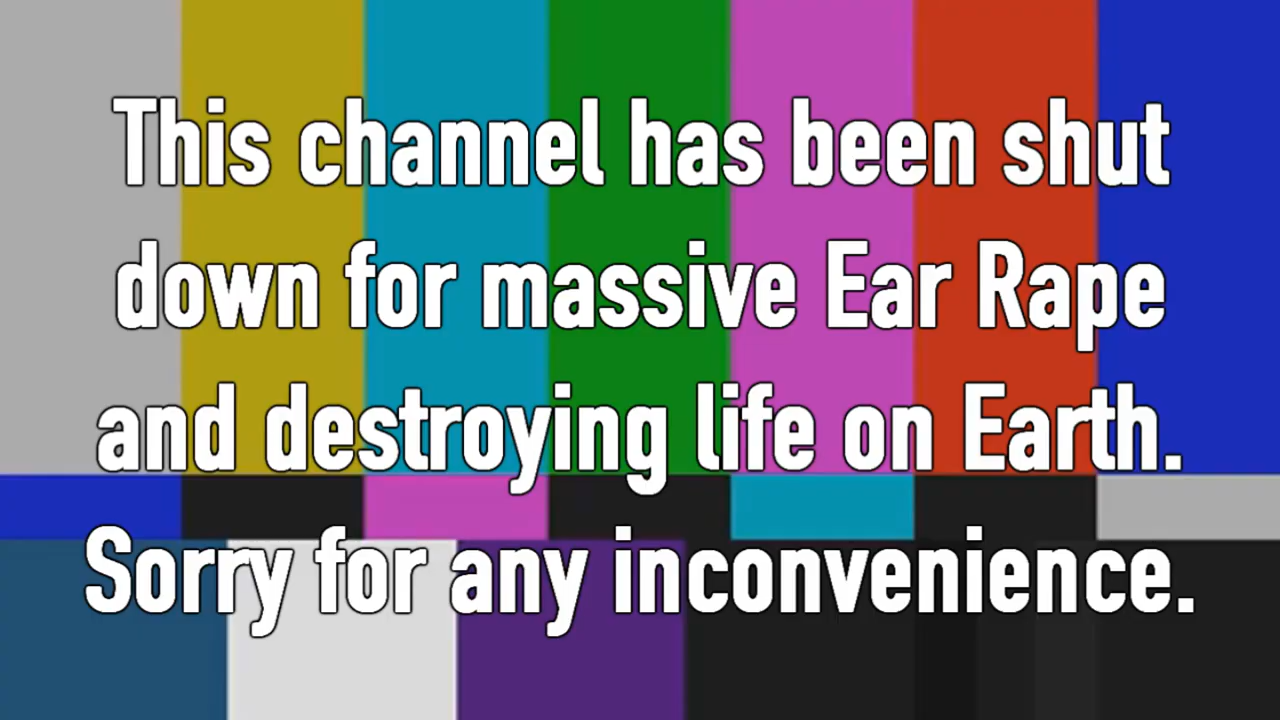 This channel has been shut
down for massive Ear Rape
and destroying life on Earth.
Sorry for any inconvenience.